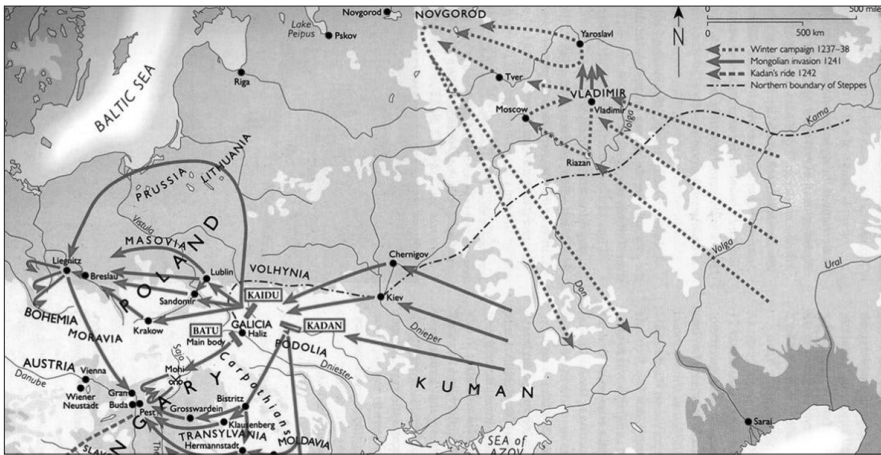 Novgorod
NOVGOROD
Lake
Peipus
Pskov
Yaroslavl
N
500 mile
500 km
Winter campaign 1237–38
Mongolian invasion 1241
Kadan's ride 1242
Northern boundary of Steppes
BALTIC SEA
Riga
Tver
VLADIMIR
Vladimir
Moscow
Volga
Kama
Riazan
LITHUANIA
PRUSSIA
Vistula
MASOVIA
POLAND
Liegnitz
Breslau
Lublin
VOLHYNIA
Chernigov
Volga
Ural
Sandomir
KAIDU
Kiev
Don
BOHEMIA
Krakow
BATU
Main body
GALICIA
Haliz
KADAN
MORAVIA
PODOLIA
Dnieper
Dniester
Sajo
Mohi
Carpathians
AUSTRIA
Vienna
Danube
Wiener
Neustadt
Gran
Buda
Pest
Bistritz
KUMAN
Grosswardein
Klausenberg
TRANSYLVANIA
Hermannstadt
MOLDAVIA
NGARY
SLAV
SEA of
AZOV
Sarai